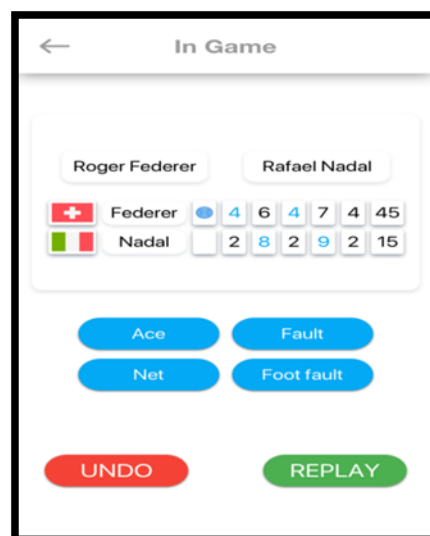 In Game
Roger Federer Rafael Nadal
Federer 4 6 4 7 4 45
Nadal 2 8 2 9 2 15
Ace Fault
Net Foot fault
UNDO REPLAY